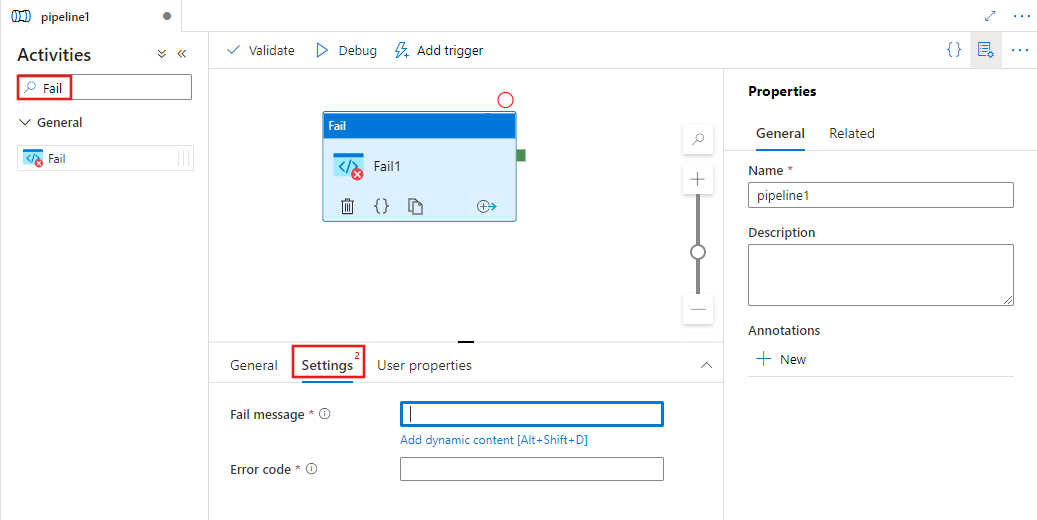 pipeline1
Activities
Fail
General
Fail
Validate
Debug
Add trigger
{}
Fail
Fail1
{}
General
Settings 2
User properties
Fail message *
Add dynamic content [Alt+Shift+D]
Error code *
Properties
General
Related
Name *
pipeline1
Description
Annotations
New